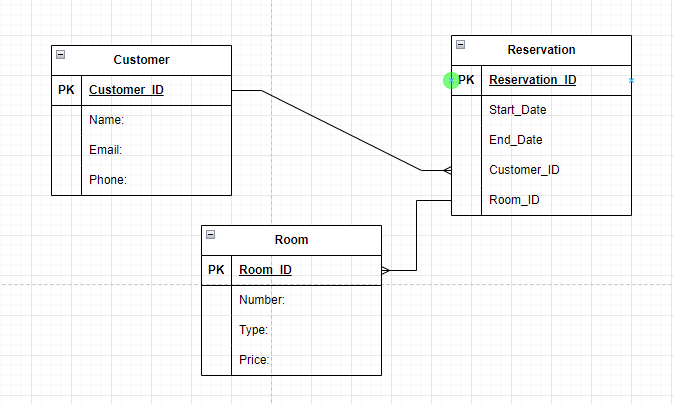 Customer
PK Customer_ID
Name:
Email:
Phone:
Reservation
PK Reservation_ID
Start_Date
End_Date
Customer_ID
Room_ID
Room
PK Room_ID
Number:
Type:
Price: